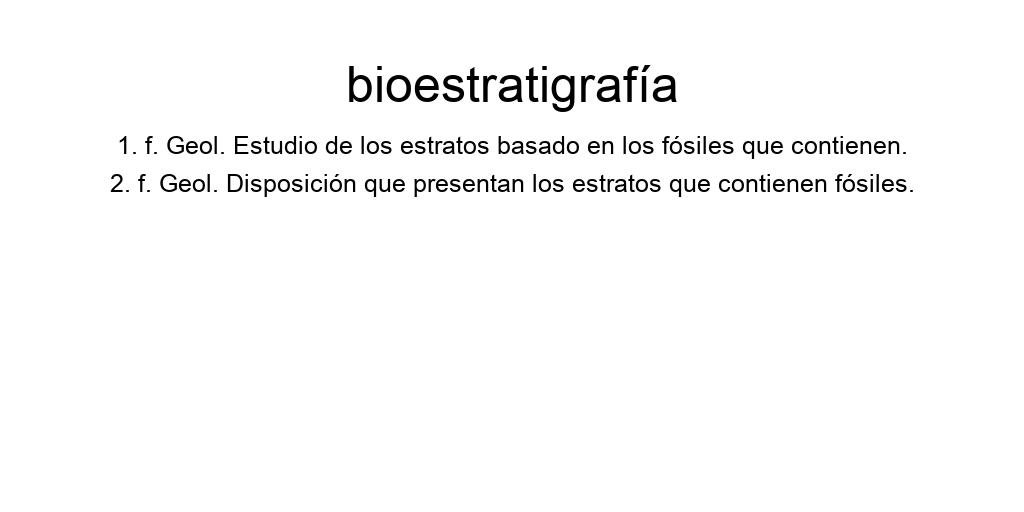 bioestratigrafía
1. f. Geol. Estudio de los estratos basado en los fósiles que contienen.
2. f. Geol. Disposición que presentan los estratos que contienen fósiles.